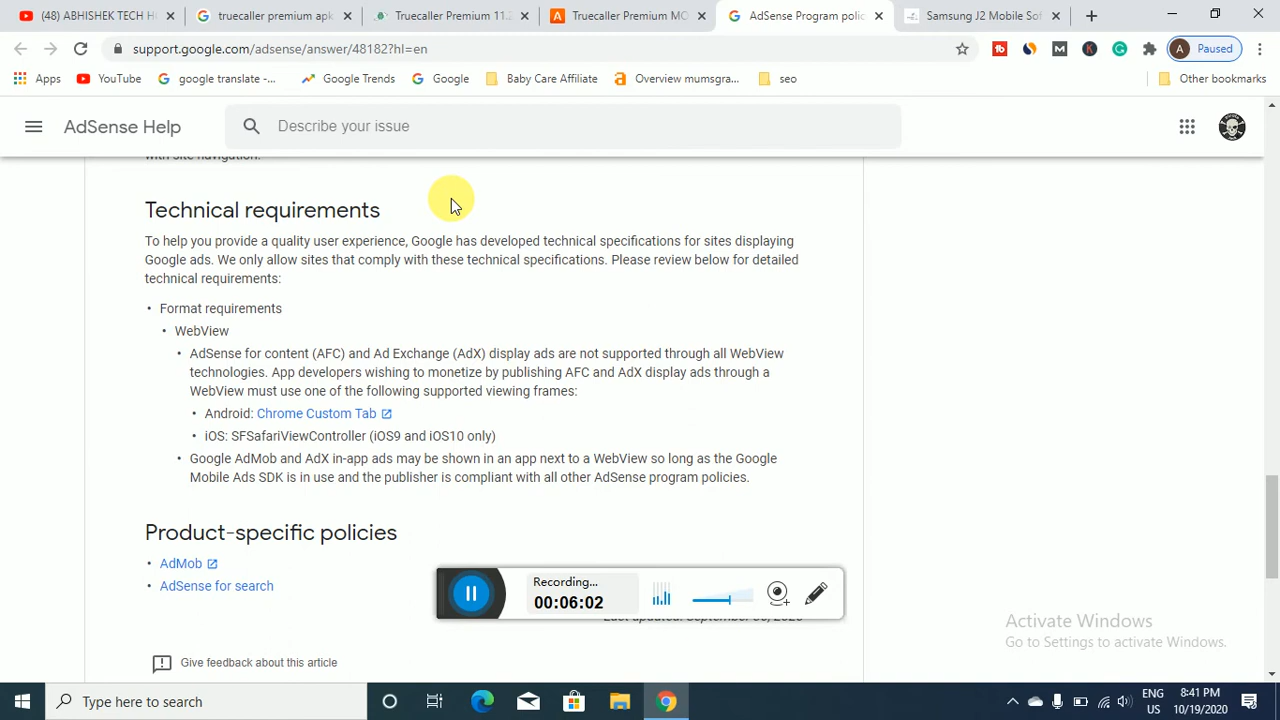 (48) ABHISHEK TECH H
truecaller premium apk
Truecaller Premium 11.2
Truecaller Premium MO
AdSense Program polic
Samsung J2 Mobile Sof
support.google.com/adsense/answer/48182?hl=en
A Paused
Apps
YouTube
google translate -...
Google Trends
Google
Baby Care Affiliate
Overview mumsgra...
seo
Other bookmarks
AdSense Help
Describe your issue
with site navigation.
Technical requirements
To help you provide a quality user experience, Google has developed technical specifications for sites displaying
Google ads. We only allow sites that comply with these technical specifications. Please review below for detailed
technical requirements:
• Format requirements
• WebView
• AdSense for content (AFC) and Ad Exchange (AdX) display ads are not supported through all WebView
technologies. App developers wishing to monetize by publishing AFC and AdX display ads through a
WebView must use one of the following supported viewing frames:
• Android: Chrome Custom Tab
• iOS: SFSafariViewController (iOS9 and iOS10 only)
• Google AdMob and AdX in-app ads may be shown in an app next to a WebView so long as the Google
Mobile Ads SDK is in use and the publisher is compliant with all other AdSense program policies.
Product-specific policies
• AdMob
• AdSense for search
Recording...
00:06:02
Last updated: September
Give feedback about this article
Activate Windows
Go to Settings to activate Windows.
Type here to search
ENG
US
8:41 PM
10/19/2020